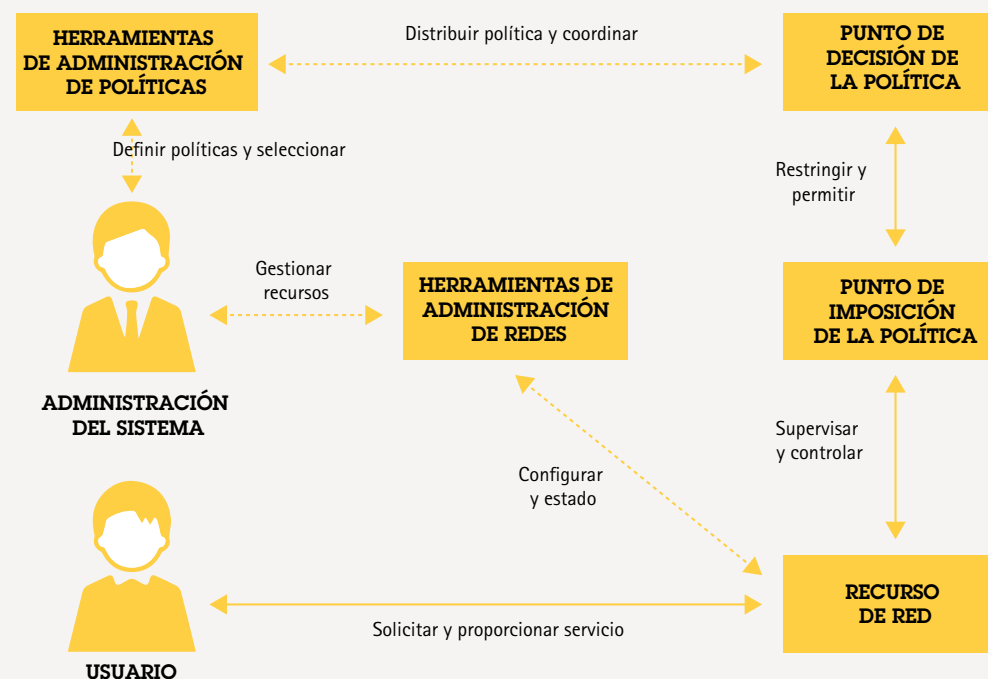 HERRAMIENTAS
DE ADMINISTRACIÓN
DE POLÍTICAS
Distribuir política y coordinar
PUNTO DE
DECISIÓN DE
LA POLÍTICA
Definir políticas y seleccionar
Restringir y
permitir
Gestionar
recursos
HERRAMIENTAS DE
ADMINISTRACIÓN
DE REDES
PUNTO DE
IMPOSICIÓN
DE LA POLÍTICA
ADMINISTRACIÓN
DEL SISTEMA
Supervisar
y controlar
Configurar
y estado
RECURSO
DE RED
Solicitar y proporcionar servicio
USUARIO